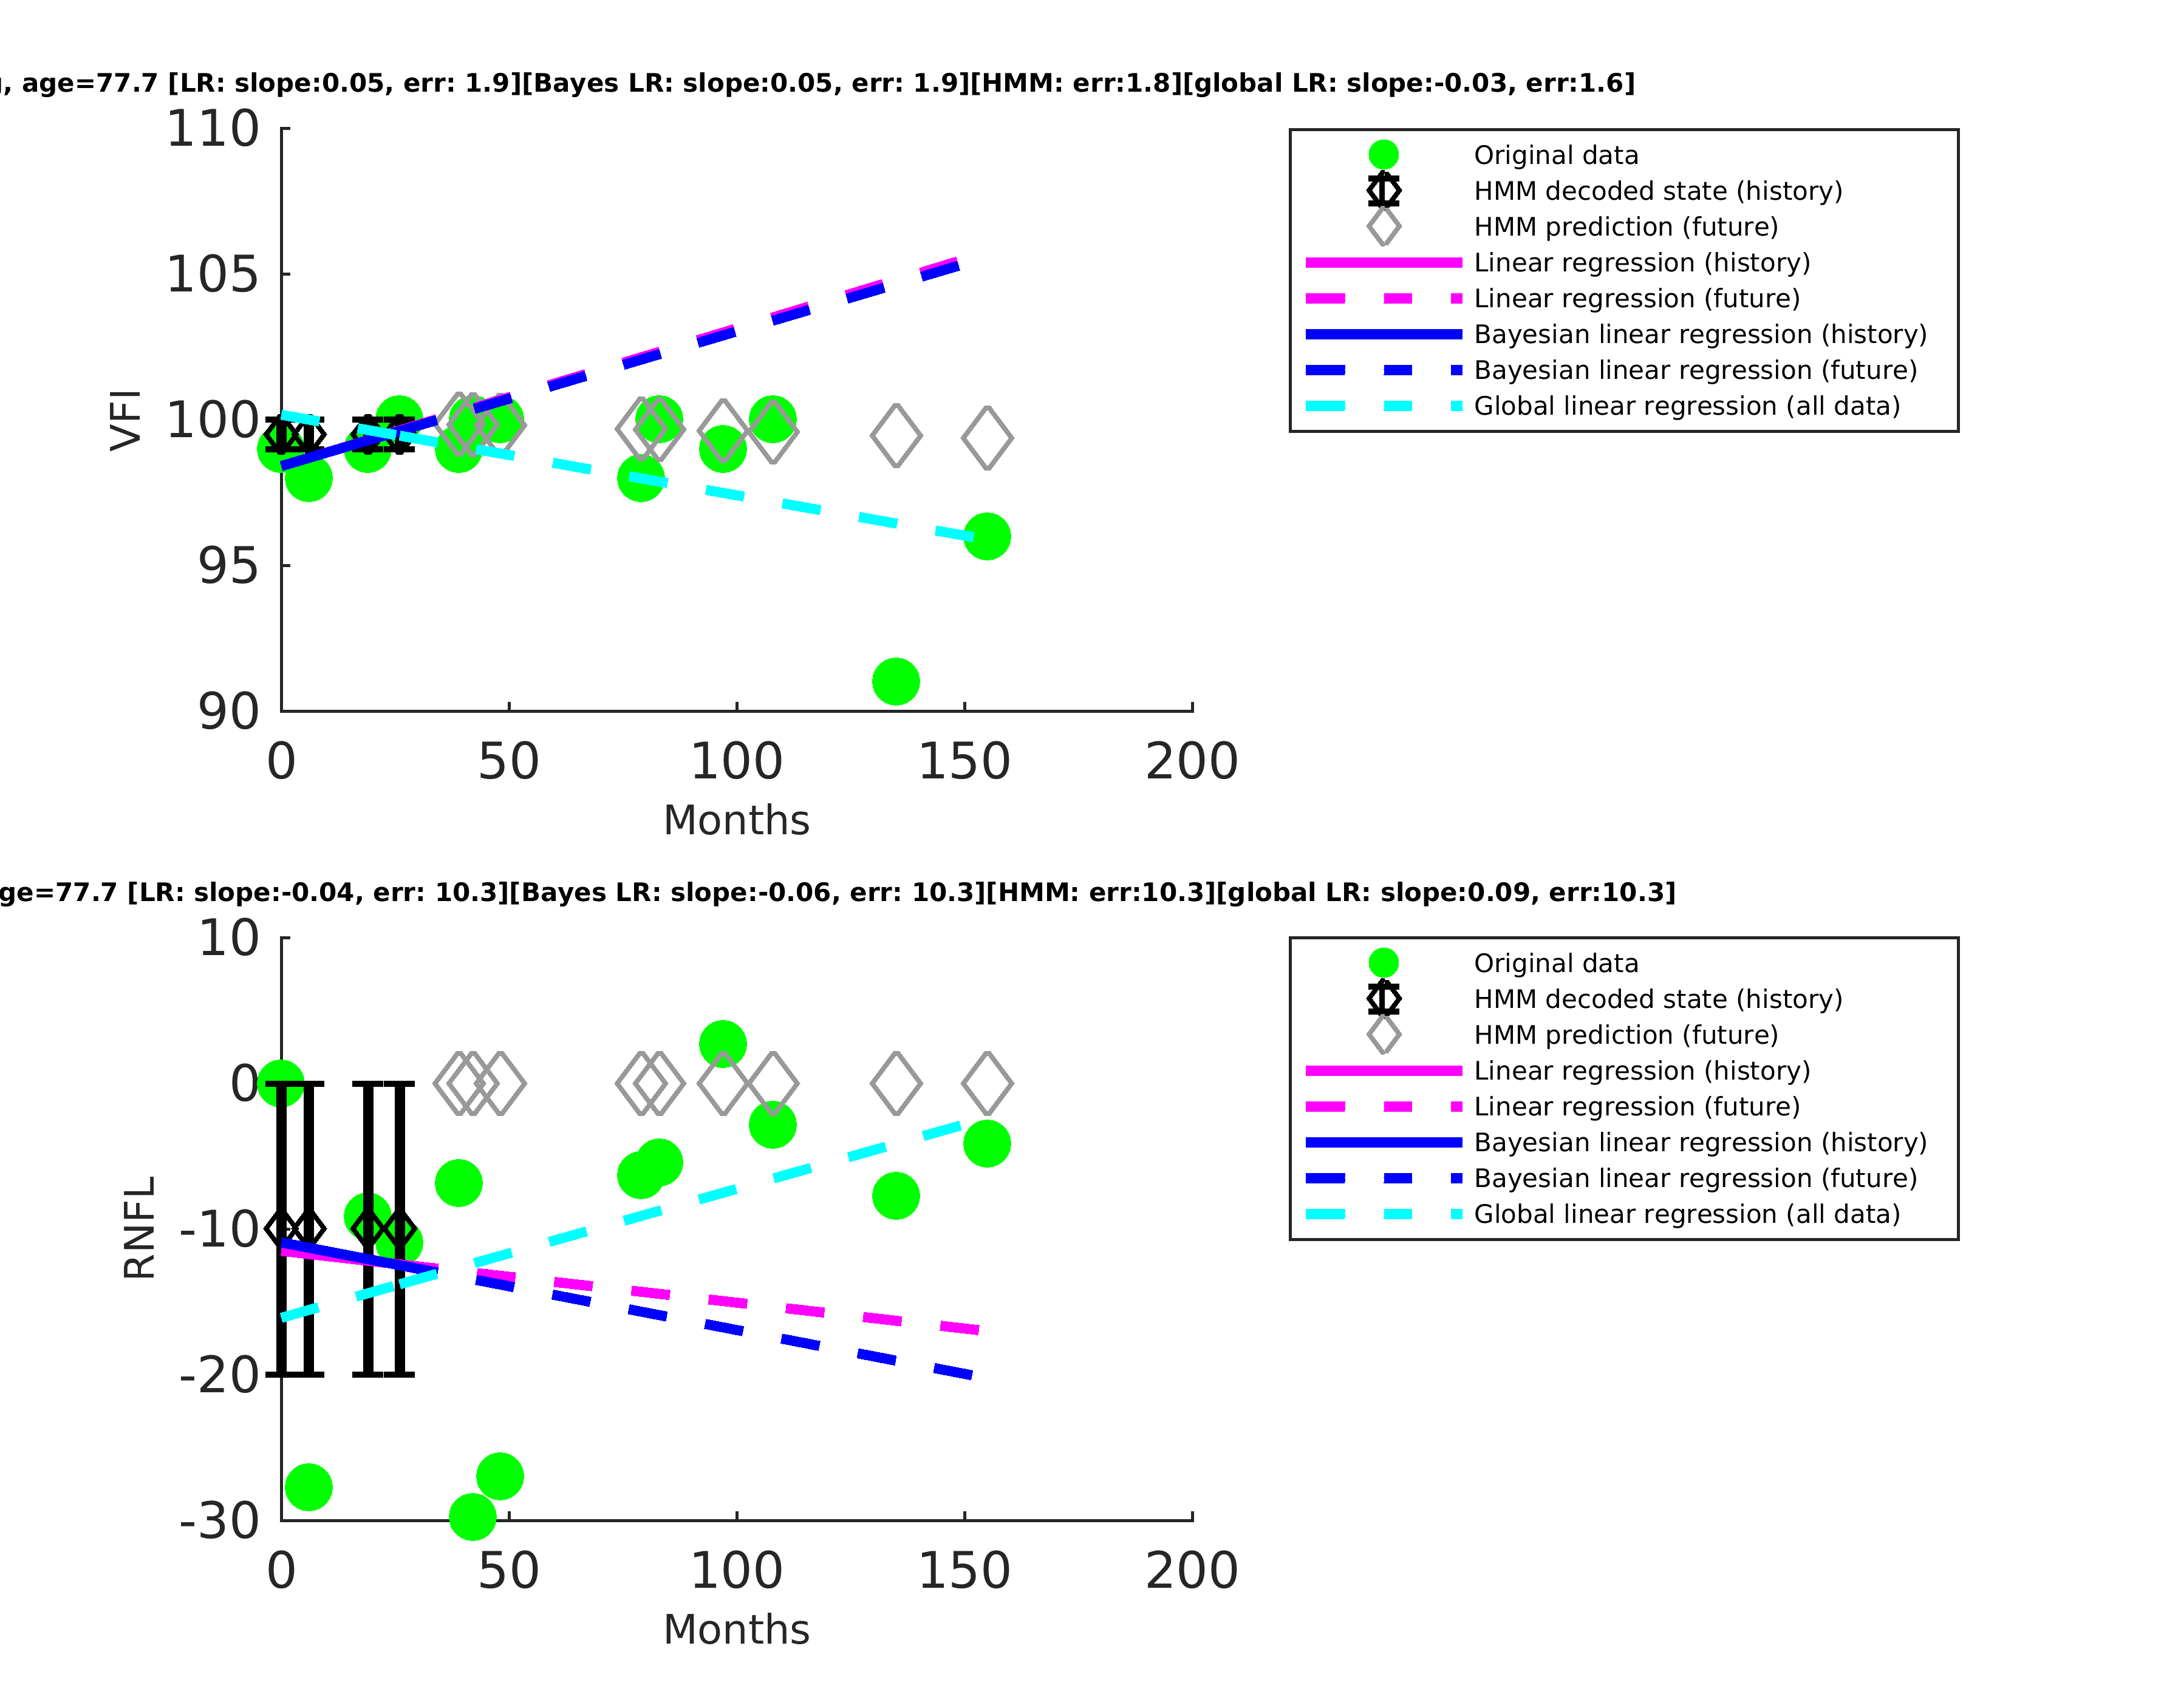 age=77.7 [LR: slope:0.05, err: 1.9][Bayes LR: slope:0.05, err: 1.9][HMM: err:1.8][global LR: slope:-0.03, err:1.6]
110
105
100
95
90
VFI
0 50 100 150 200
Months
Original data
HMM decoded state (history)
HMM prediction (future)
Linear regression (history)
Linear regression (future)
Bayesian linear regression (history)
Bayesian linear regression (future)
Global linear regression (all data)
ge=77.7 [LR: slope:-0.04, err: 10.3][Bayes LR: slope:-0.06, err: 10.3][HMM: err:10.3][global LR: slope:0.09, err:10.3]
10
0
-10
-20
-30
RNFL
0 50 100 150 200
Months
Original data
HMM decoded state (history)
HMM prediction (future)
Linear regression (history)
Linear regression (future)
Bayesian linear regression (history)
Bayesian linear regression (future)
Global linear regression (all data)